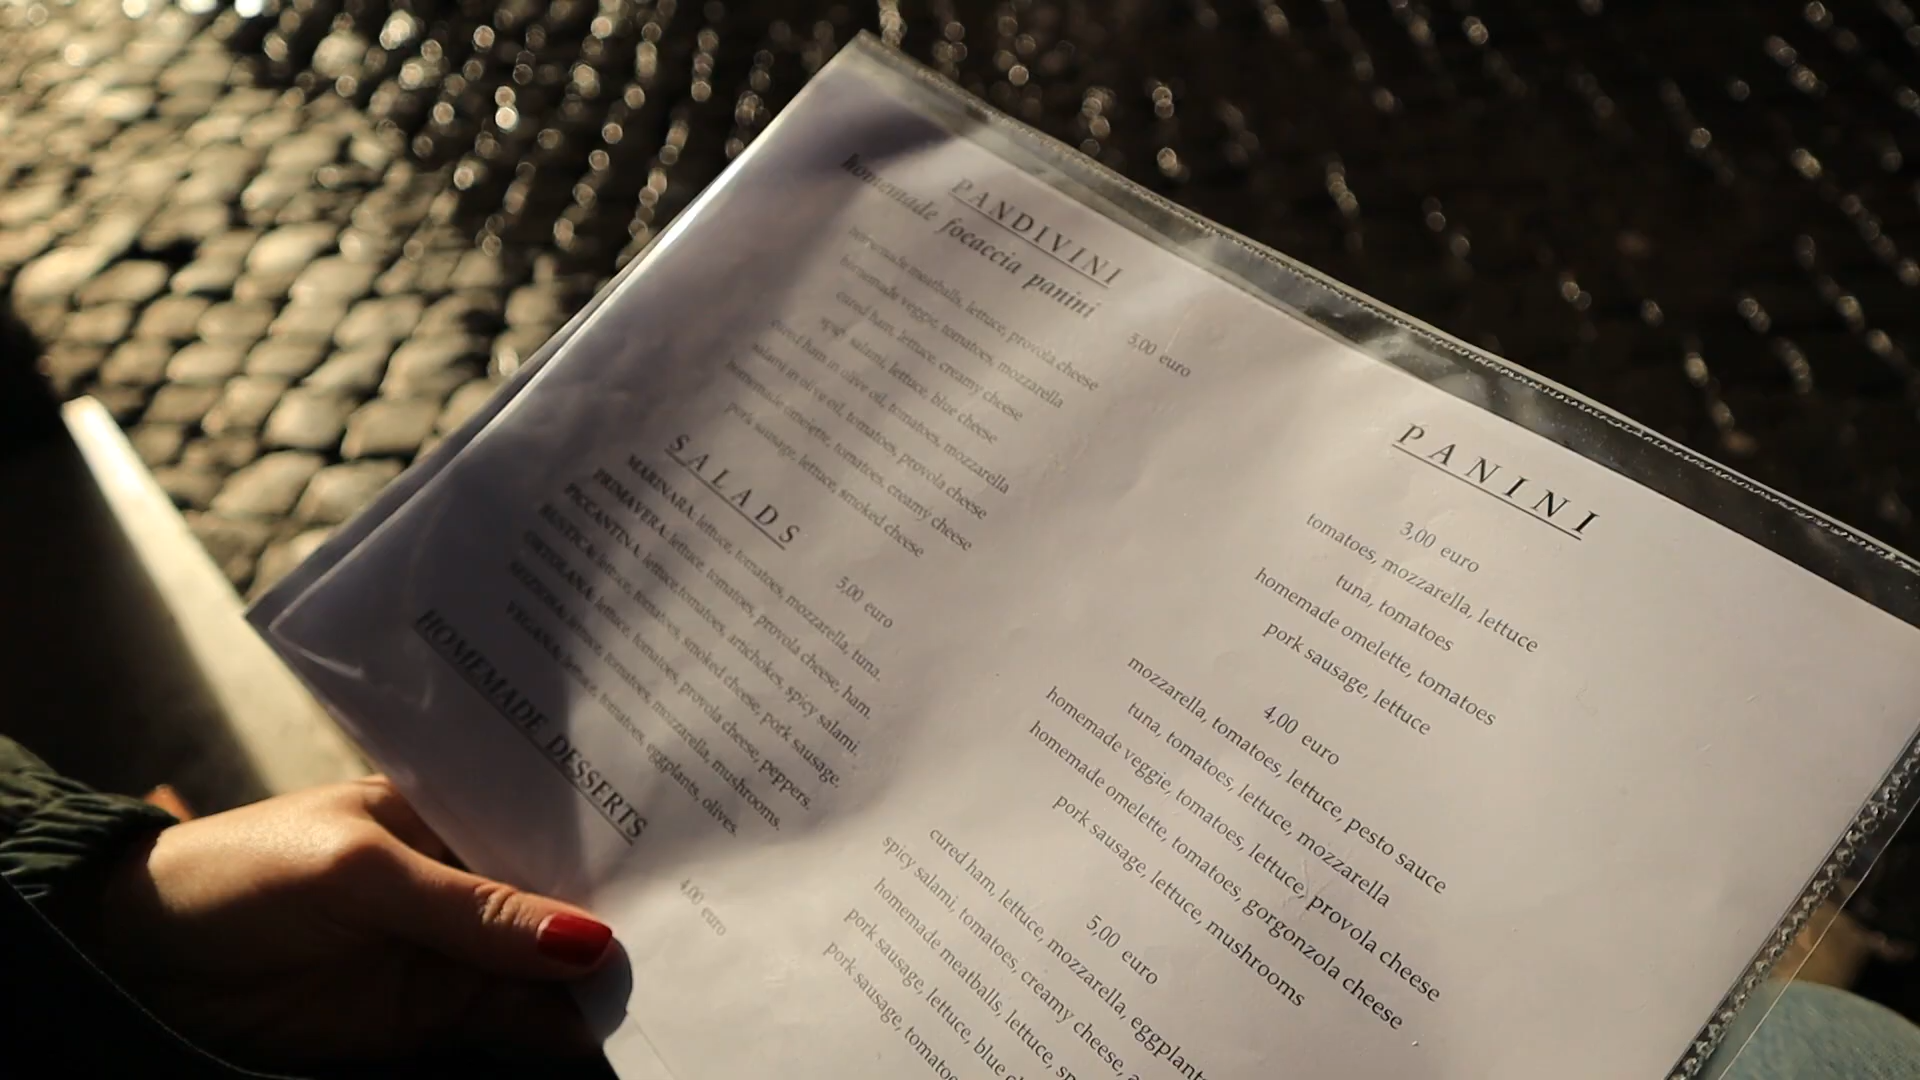 PANDIVINI
homemade focaccia panini
5,00 euro
homemade meatballs, lettuce, provola cheese
homemade veggie, tomatoes, mozzarella
cured ham, lettuce, creamy cheese
spicy salami, lettuce, blue cheese
cured ham in olive oil, tomatoes, mozzarella
salami in olive oil, tomatoes, provola cheese
homemade omelette, tomatoes, creamy cheese
pork sausage, lettuce, smoked cheese
SALADS
5,00 euro
MARINARA: lettuce, tomatoes, mozzarella, tuna.
PRIMAVERA: lettuce, tomatoes, provola cheese, ham.
PICCANTINA: lettuce,tomatoes, artichokes, spicy salami.
RUSTICA: lettuce, tomatoes, smoked cheese, pork sausage.
ORTOLANA: lettuce, tomatoes, provola cheese, peppers.
lettuce, tomatoes, mozzarella, mushrooms.
VEGANA: lettuce, tomatoes, eggplants, olives.
HOMEMADE DESSERTS
4,00 euro
PANINI
3,00 euro
tomatoes, mozzarella, lettuce
tuna, tomatoes
homemade omelette, tomatoes
pork sausage, lettuce
4,00 euro
mozzarella, tomatoes, lettuce, pesto sauce
tuna, tomatoes, lettuce, mozzarella
homemade veggie, tomatoes, lettuce, provola cheese
homemade omelette, tomatoes, gorgonzola cheese
pork sausage, lettuce, mushrooms
5,00 euro
cured ham, lettuce, mozzarella, eggplant
spicy salami, tomatoes, creamy cheese,
homemade meatballs, lettuce,
pork sausage, lettuce, blue
pork sausage,